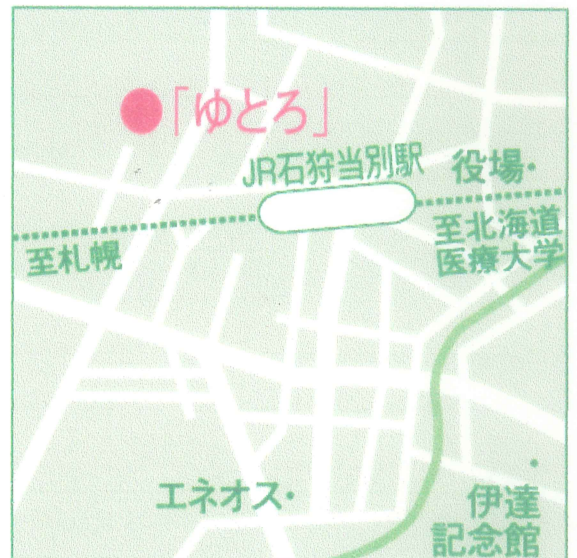 ●「ゆとろ」
JR石狩当別駅
役場・
至札幌
至北海道
医療大学
エネオス・
・
伊達
記念館